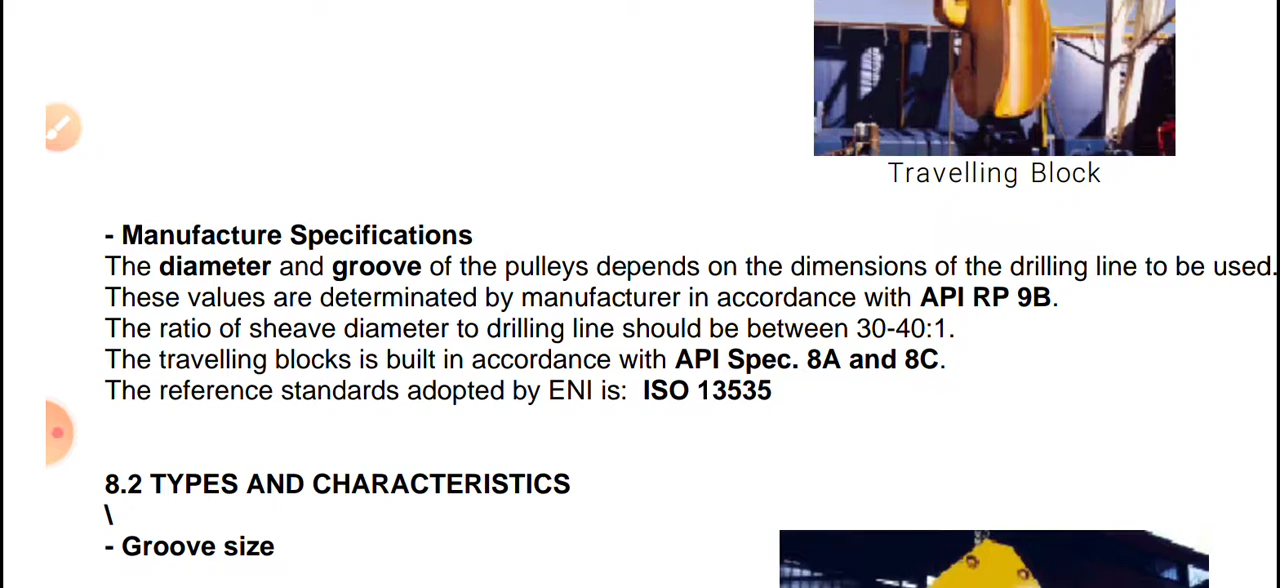 Travelling Block
- Manufacture Specifications
The diameter and groove of the pulleys depends on the dimensions of the drilling line to be used.
These values are determinated by manufacturer in accordance with API RP 9B.
The ratio of sheave diameter to drilling line should be between 30-40:1.
The travelling blocks is built in accordance with API Spec. 8A and 8C.
The reference standards adopted by ENI is:  ISO 13535
8.2 TYPES AND CHARACTERISTICS
\
- Groove size